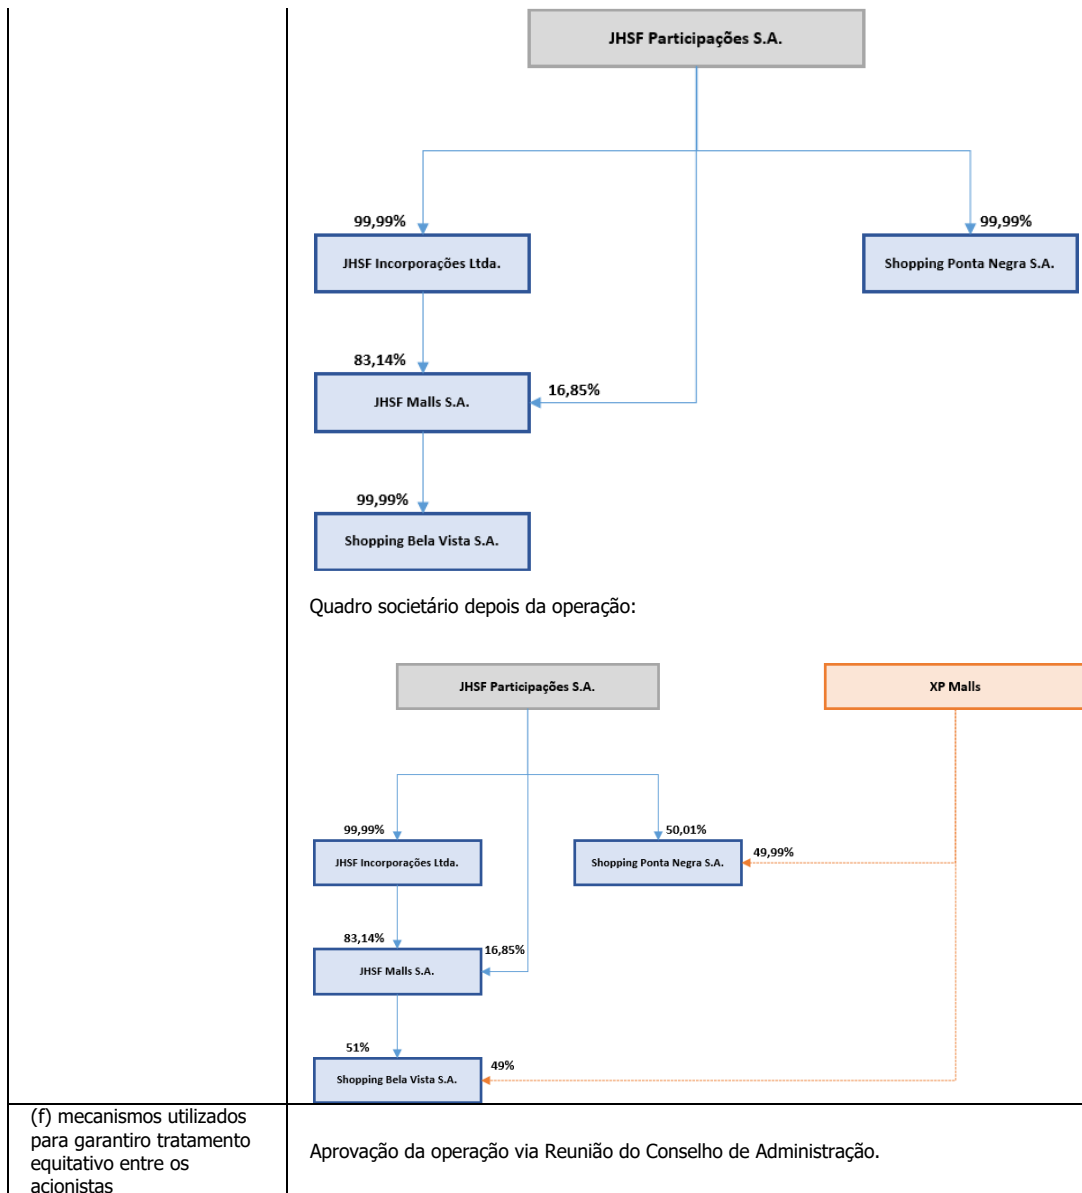 JHSF Participações S.A.
99,99%
99,99%
JHSF Incorporações Ltda.
Shopping Ponta Negra S.A.
83,14%
16,85%
JHSF Malls S.A.
99,99%
Shopping Bela Vista S.A.
Quadro societário depois da operação:
JHSF Participações S.A.
XP Malls
99,99%
50,01%
49,99%
JHSF Incorporações Ltda.
Shopping Ponta Negra S.A.
83,14%
16,85%
JHSF Malls S.A.
51%
49%
Shopping Bela Vista S.A.
(f) mecanismos utilizados
para garantiro tratamento
equitativo entre os
acionistas
Aprovação da operação via Reunião do Conselho de Administração.